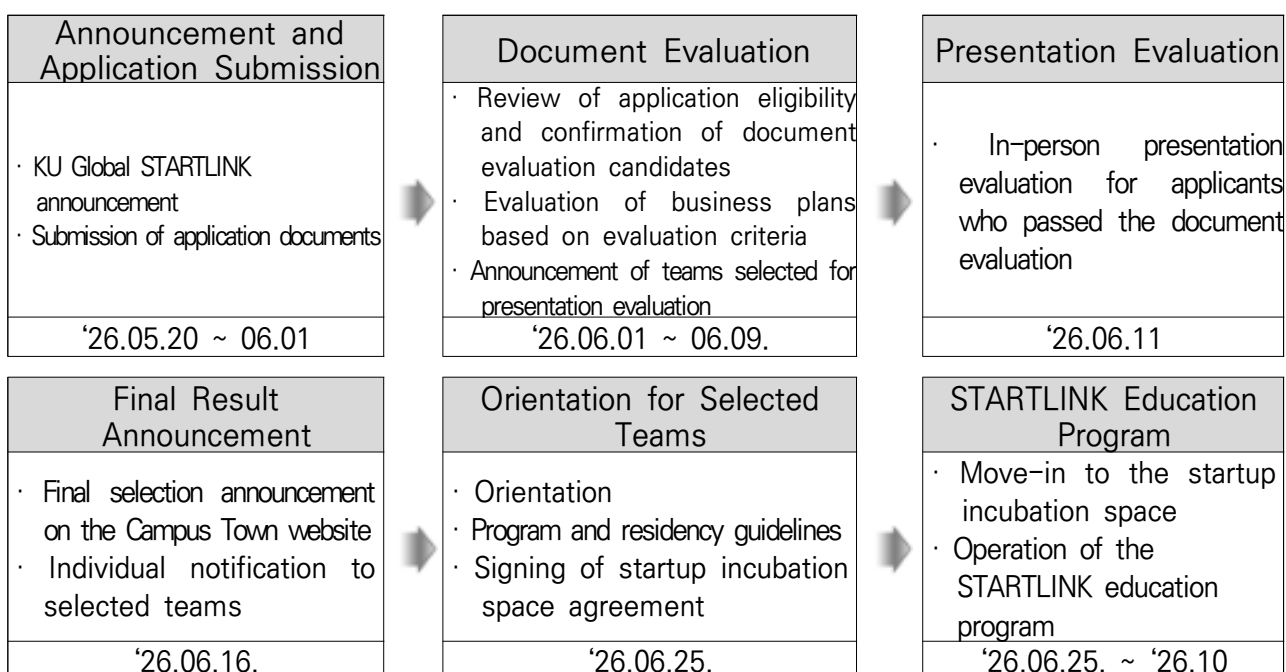 Announcement and
Application Submission
· KU Global STARTLINK
announcement
· Submission of application documents
‘26.05.20 ~ 06.01
Document Evaluation
· Review of application eligibility
and confirmation of document
evaluation candidates
· Evaluation of business plans
based on evaluation criteria
· Announcement of teams selected for
presentation evaluation
‘26.06.01 ~ 06.09.
Presentation Evaluation
· In-person presentation
evaluation for applicants
who passed the document
evaluation
‘26.06.11
Final Result
Announcement
· Final selection announcement
on the Campus Town website
· Individual notification to
selected teams
‘26.06.16.
Orientation for Selected
Teams
· Orientation
· Program and residency guidelines
· Signing of startup incubation
space agreement
‘26.06.25.
STARTLINK Education
Program
· Move-in to the startup
incubation space
· Operation of the
STARTLINK education
program
‘26.06.25. ~ ‘26.10